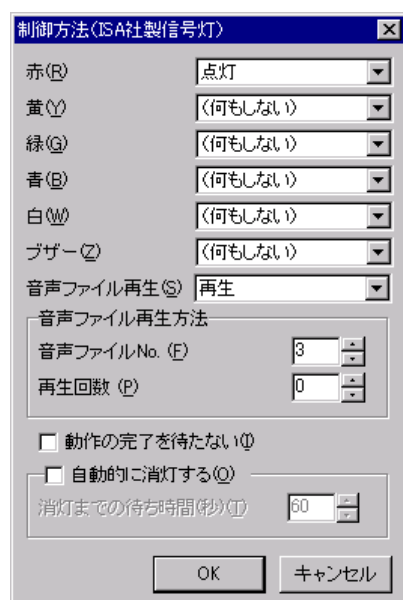 制御方法(ISA社製信号灯)
赤(R) 点灯
黄(Y) (何もしない)
緑(G) (何もしない)
青(B) (何もしない)
白(W) (何もしない)
ブザー(Z) (何もしない)
音声ファイル再生(S) 再生
音声ファイル再生方法
音声ファイルNo. (F) 3
再生回数 (P) 0
動作の完了を待たない(I)
自動的に消灯する(O)
消灯までの待ち時間(秒)(T) 60
OK キャンセル